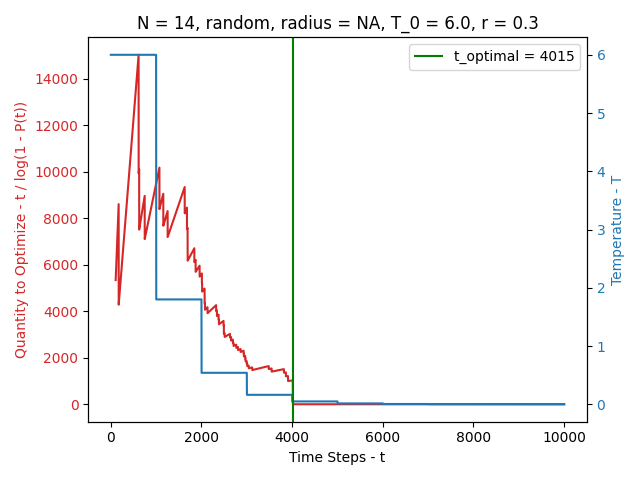 N = 14, random, radius = NA, T_0 = 6.0, r = 0.3
t_optimal = 4015
Quantity to Optimize - t / log(1 - P(t))
14000
12000
10000
8000
6000
4000
2000
0
6
5
4
3
2
1
0
Temperature - T
0 2000 4000 6000 8000 10000
Time Steps - t